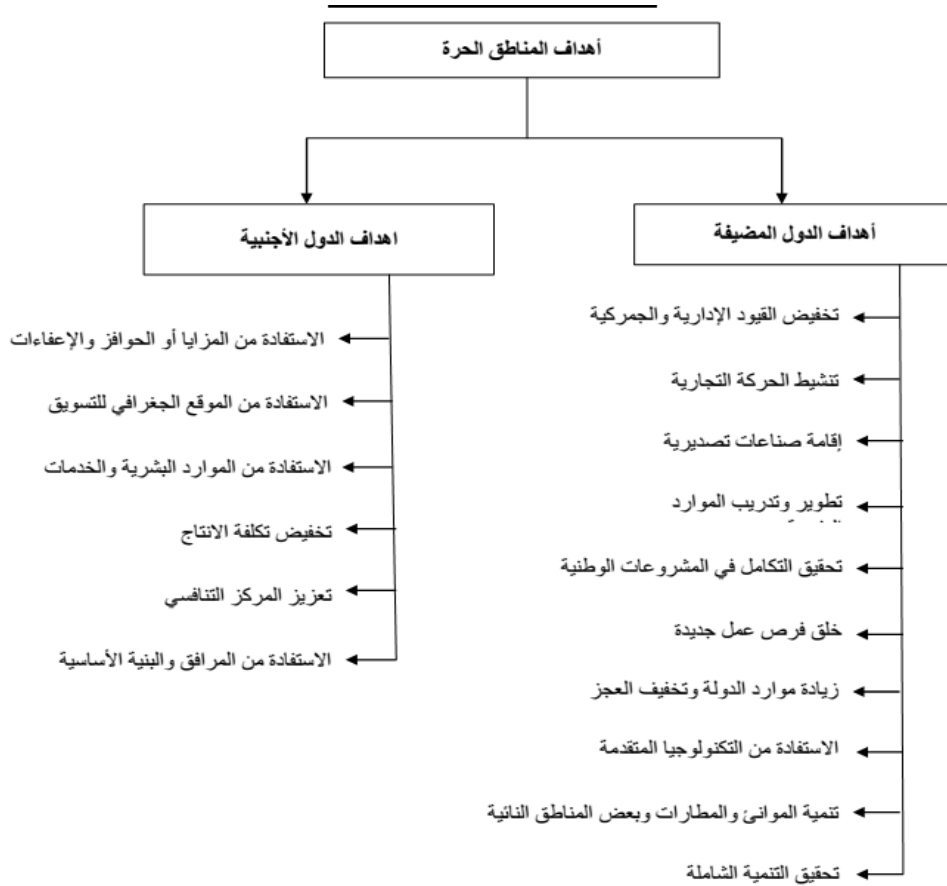 أهداف المناطق الحرة
أهداف الدول المضيفة
تخفيض القيود الإدارية والجمركية
تنشيط الحركة التجارية
إقامة صناعات تصديرية
تطوير وتدريب الموارد
تحقيق التكامل في المشروعات الوطنية
خلق فرص عمل جديدة
زيادة موارد الدولة وتخفيف العجز
الاستفادة من التكنولوجيا المتقدمة
تنمية الموانئ والمطارات وبعض المناطق النائية
تحقيق التنمية الشاملة
اهداف الدول الأجنبية
الاستفادة من المزايا أو الحوافز والإعفاءات
الاستفادة من الموقع الجغرافي للتسويق
الاستفادة من الموارد البشرية والخدمات
تخفيض تكلفة الانتاج
تعزيز المركز التنافسي
الاستفادة من المرافق والبنية الأساسية